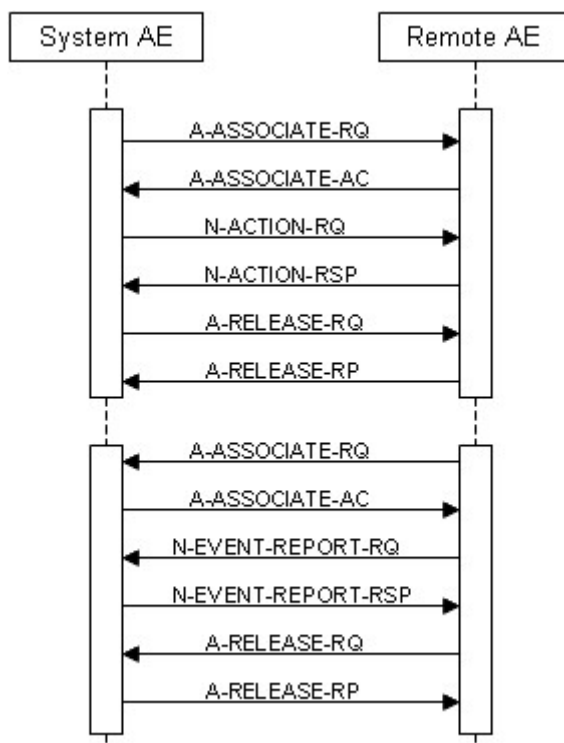 System AE
Remote AE
A-ASSOCIATE-RQ
A-ASSOCIATE-AC
N-ACTION-RQ
N-ACTION-RSP
A-RELEASE-RQ
A-RELEASE-RP
A-ASSOCIATE-RQ
A-ASSOCIATE-AC
N-EVENT-REPORT-RQ
N-EVENT-REPORT-RSP
A-RELEASE-RQ
A-RELEASE-RP